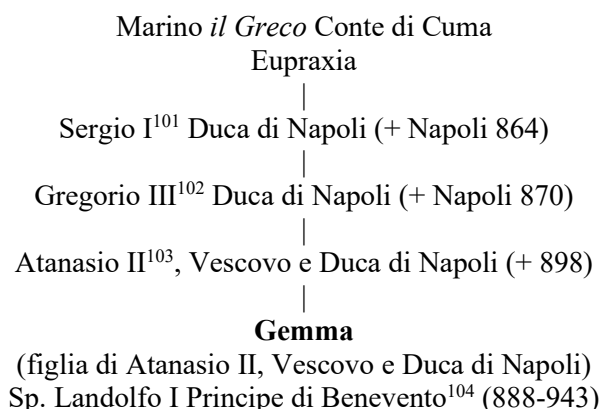 Marino il Greco Conte di Cuma
Eupraxia
|
Sergio I101 Duca di Napoli (+ Napoli 864)
|
Gregorio III102 Duca di Napoli (+ Napoli 870)
|
Atanasio II103, Vescovo e Duca di Napoli (+ 898)
|
Gemma
(figlia di Atanasio II, Vescovo e Duca di Napoli)
Sp. Landolfo I Principe di Benevento104 (888-943)